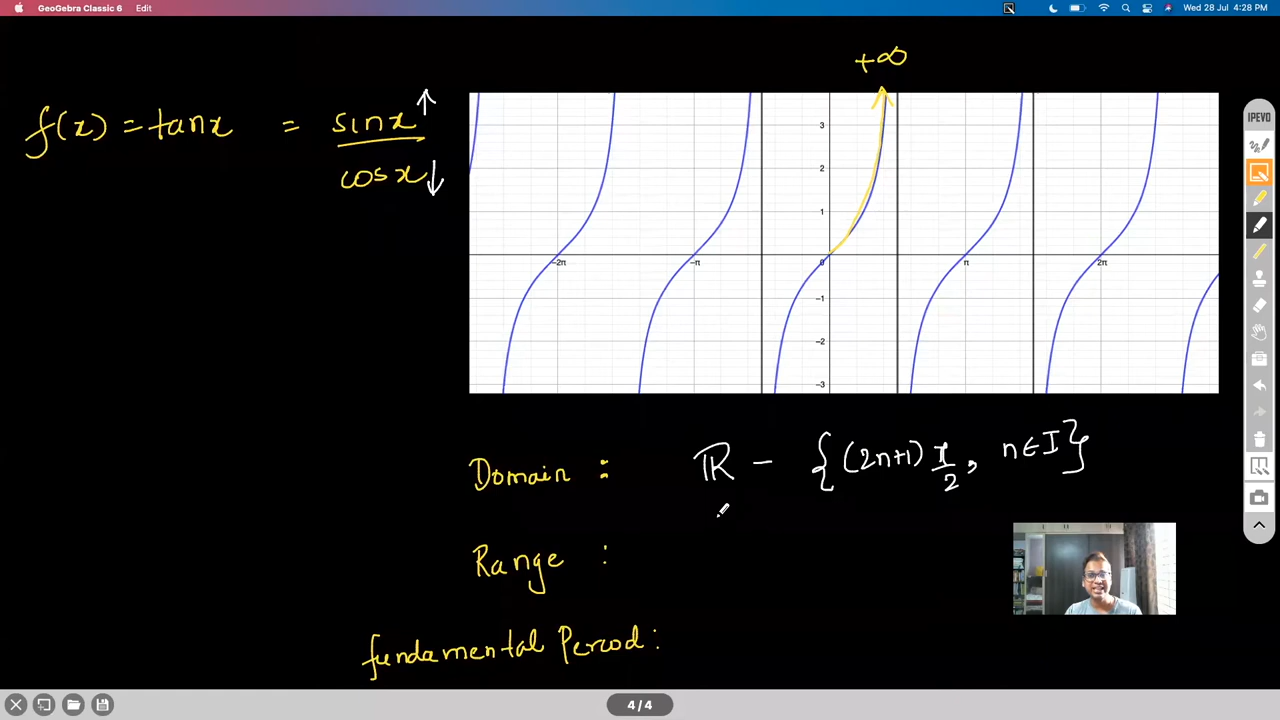 GeoGebra Classic 6 Edit Wed 28 Jul 4:28 PM
+∞
f(x) = tanx = sinx / cosx
IPEVO
3
2
1
-2π -π 0 π 2π
-1
-2
-3
Domain : ℝ - {(2n+1) π/2, n∈I}
Range :
fundamental Period :
4 / 4